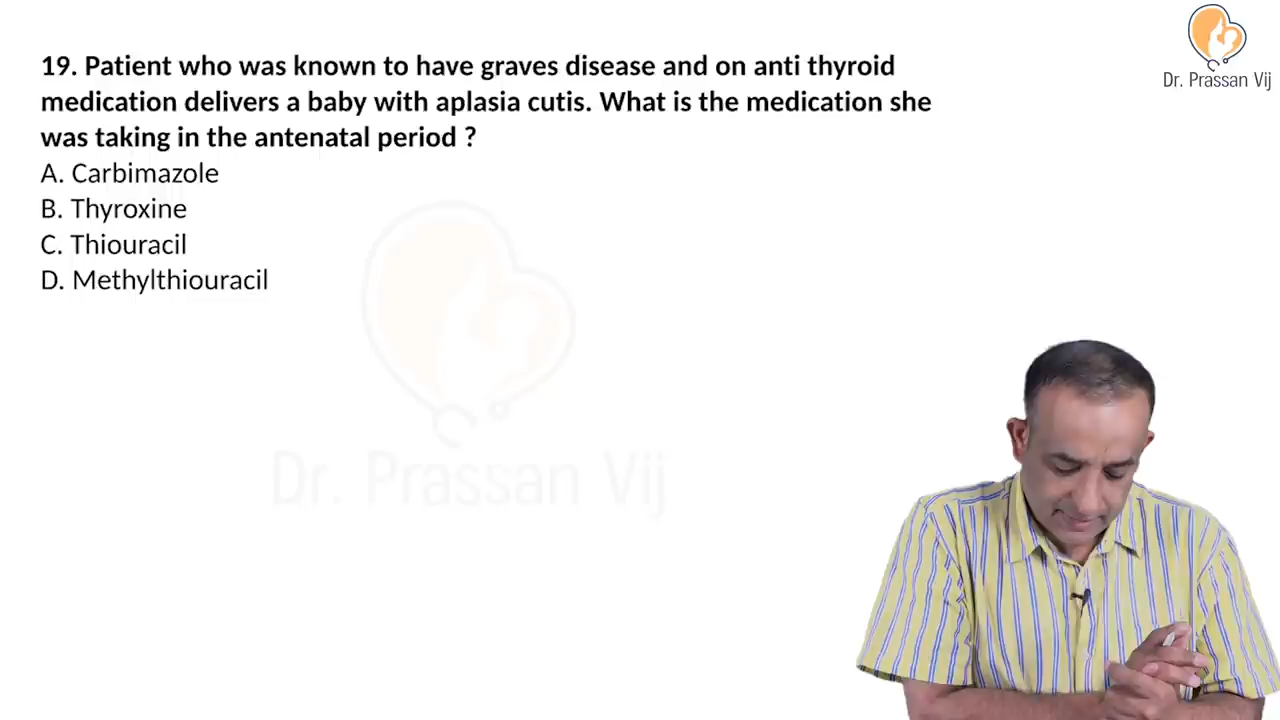 19. Patient who was known to have graves disease and on anti thyroid
medication delivers a baby with aplasia cutis. What is the medication she
was taking in the antenatal period ?
A. Carbimazole
B. Thyroxine
C. Thiouracil
D. Methylthiouracil
Dr. Prassan Vij
Dr. Prassan Vij